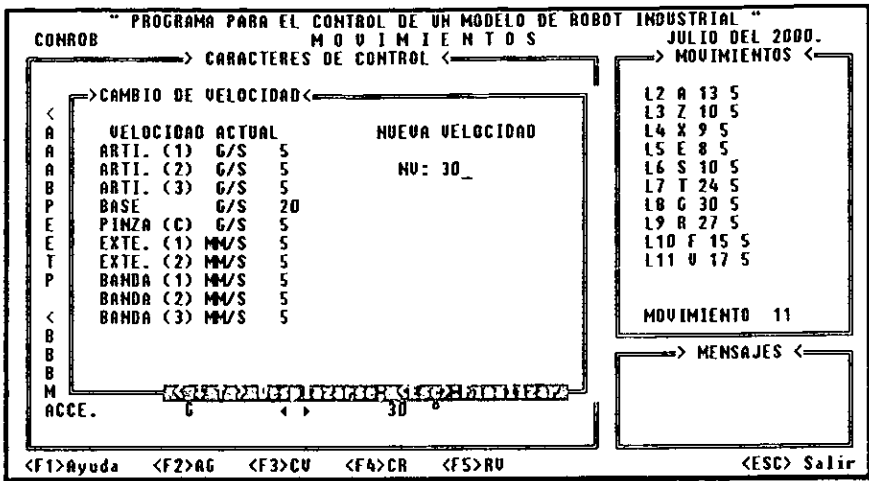 " PROGRAMA PARA EL CONTROL DE UN MODELO DE ROBOT INDUSTRIAL "
CONROB M O V I M I E N T O S JULIO DEL 2000.
> CARACTERES DE CONTROL <
> MOVIMIENTOS <
>CAMBIO DE VELOCIDAD<
VELOCIDAD ACTUAL NUEVA VELOCIDAD
ARTI. (1) G/S 5
ARTI. (2) G/S 5 NV: 30_
ARTI. (3) G/S 5
BASE G/S 20
PINZA (C) G/S 5
EXTE. (1) MM/S 5
EXTE. (2) MM/S 5
BANDA (1) MM/S 5
BANDA (2) MM/S 5
BANDA (3) MM/S 5
<
A
A
A
B
P
E
E
T
P
<
B
B
B
M
ACCE. G ◄ ► 30 °
L2 A 13 5
L3 Z 10 5
L4 X 9 5
L5 E 8 5
L6 S 10 5
L7 T 24 5
L8 G 30 5
L9 R 27 5
L10 F 15 5
L11 V 17 5
MOVIMIENTO 11
=> MENSAJES <
<F1>Ayuda <F2>AG <F3>CV <F4>CR <F5>RV <ESC> Salir